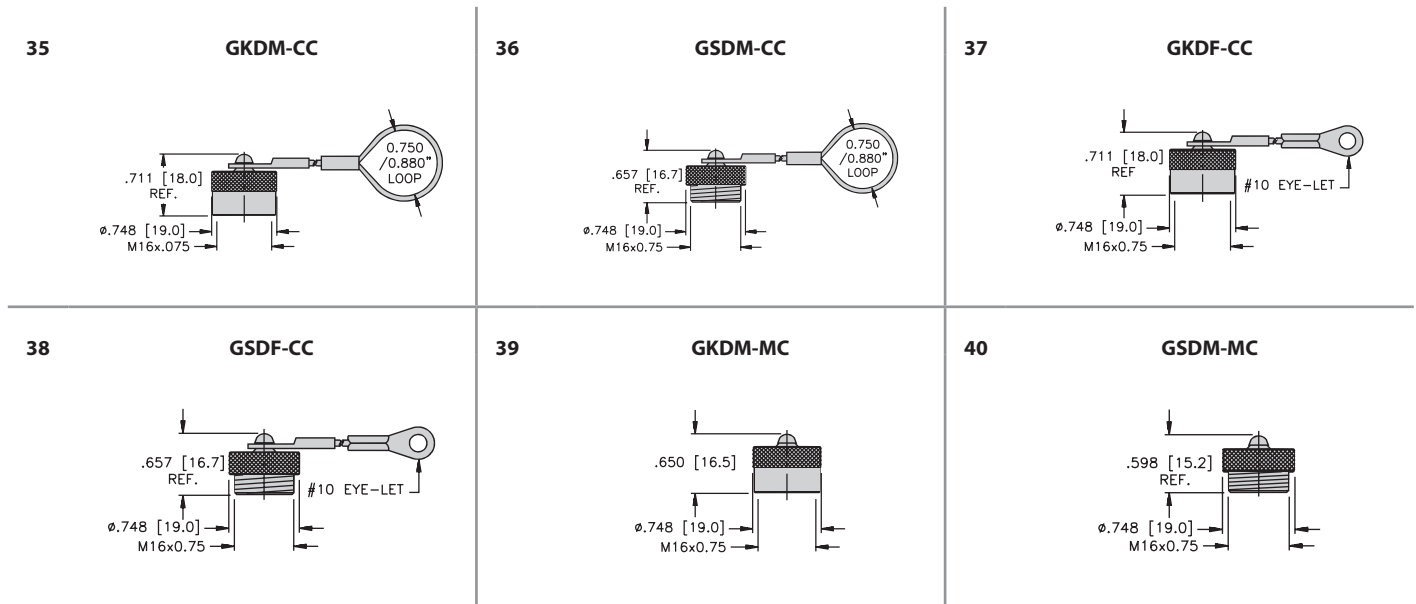 35 GKDM-CC
0.750
/0.880"
LOOP
.711 [18.0]
REF.
ø.748 [19.0]
M16x.075
36 GSDM-CC
0.750
/0.880"
LOOP
.657 [16.7]
REF.
ø.748 [19.0]
M16x0.75
37 GKDF-CC
.711 [18.0]
REF
#10 EYE-LET
ø.748 [19.0]
M16x0.75
38 GSDF-CC
.657 [16.7]
REF.
#10 EYE-LET
ø.748 [19.0]
M16x0.75
39 GKDM-MC
.650 [16.5]
ø.748 [19.0]
M16x0.75
40 GSDM-MC
.598 [15.2]
REF.
ø.748 [19.0]
M16x0.75